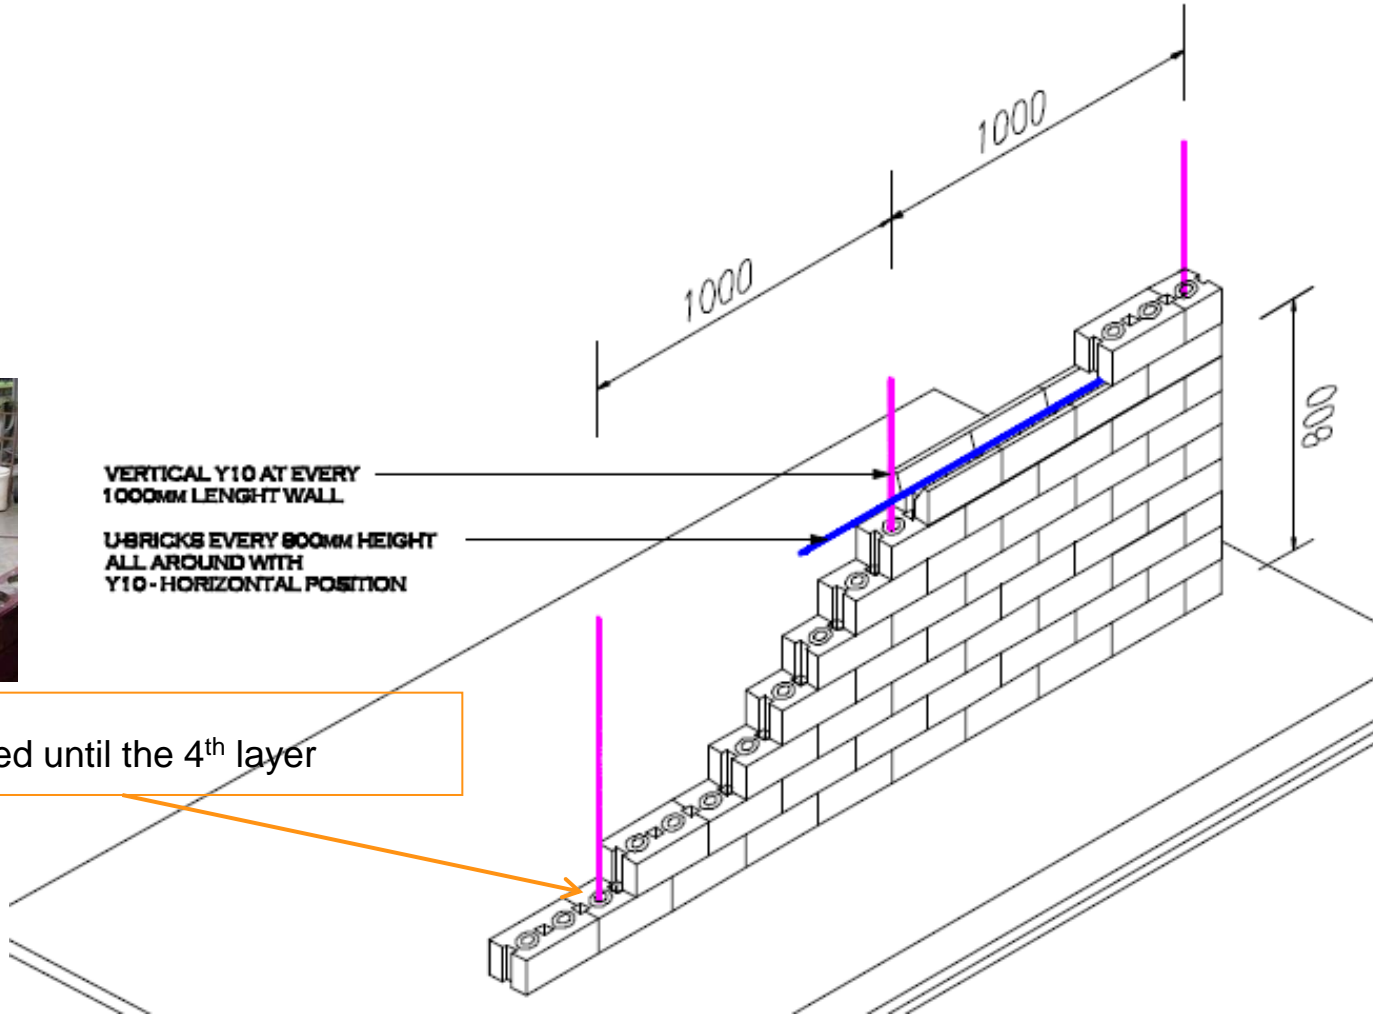 1000
1000
800
VERTICAL Y10 AT EVERY
1000MM LENGHT WALL
U-BRICKS EVERY 800MM HEIGHT
ALL AROUND WITH
Y10 - HORIZONTAL POSITION
ed until the 4th layer